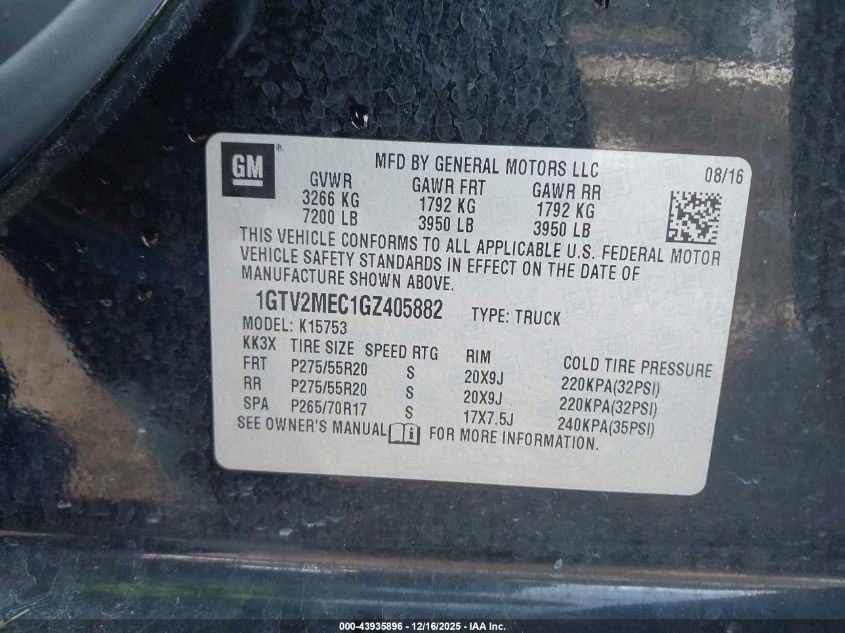 GM ®
MFD BY GENERAL MOTORS LLC
08/16
GVWR GAWR FRT GAWR RR
3266 KG 1792 KG 1792 KG
7200 LB 3950 LB 3950 LB
THIS VEHICLE CONFORMS TO ALL APPLICABLE U.S. FEDERAL MOTOR
VEHICLE SAFETY STANDARDS IN EFFECT ON THE DATE OF
MANUFACTURE SHOWN ABOVE.
1GTV2MEC1GZ405882 TYPE: TRUCK
MODEL: K15753
KK3X TIRE SIZE SPEED RTG RIM COLD TIRE PRESSURE
FRT P275/55R20 S 20X9J 220KPA(32PSI)
RR P275/55R20 S 20X9J 220KPA(32PSI)
SPA P265/70R17 S 17X7.5J 240KPA(35PSI)
SEE OWNER'S MANUAL FOR MORE INFORMATION.
000-43935896 - 12/16/2025 - IAA Inc.